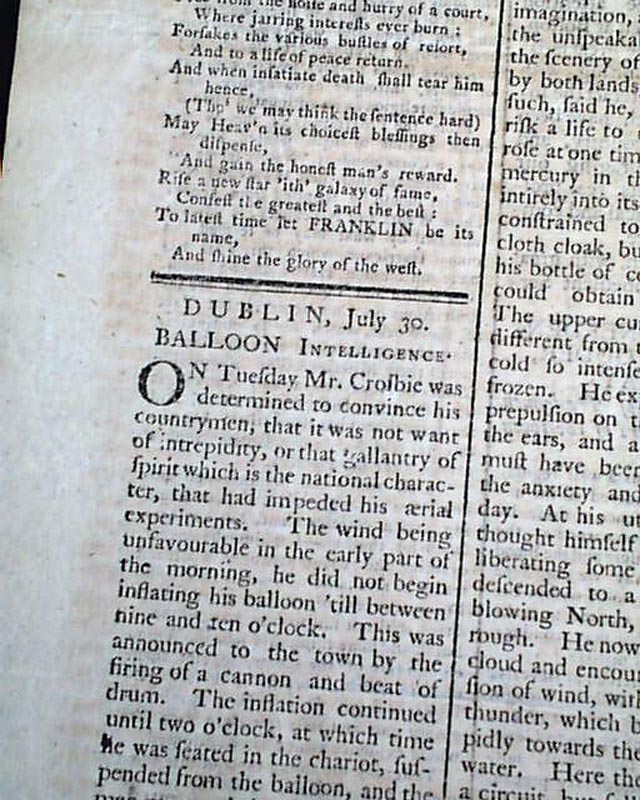 from the noise and hurry of a court,
Where jarring interests ever burn ;
Forſakes the various buſtles of reſort,
And to a life of peace return.
And when inſatiate death ſhall tear him
hence,
(Tho' we may think the ſentence hard)
May Heav'n its choiceſt bleſſings then
diſpenſe,
And gain the honeſt man's reward.
Riſe a new ſtar 'ith' galaxy of fame,
Confeſt the greateſt and the beſt :
To lateſt time let FRANKLIN be its
name,
And ſhine the glory of the weſt.
DUBLIN, July 30.
BALLOON INTELLIGENCE.
ON Tueſday Mr. Croſbie was
determined to convince his
countrymen, that it was not want
of intrepidity, or that gallantry of
ſpirit which is the national charac-
ter, that had impeded his ærial
experiments. The wind being
unfavourable in the early part of
the morning, he did not begin
inflating his balloon 'till between
nine and ten o'clock. This was
announced to the town by the
firing of a cannon and beat of
drum. The inflation continued
until two o'clock, at which time
he was ſeated in the chariot, ſuſ-
pended from the balloon, and the
imagination,
the unſpeaka
the ſcenery of
by both lands
ſuch, ſaid he,
riſk a life to
roſe at one tim
mercury in th
intirely into its
conſtrained to
cloth cloak, bu
his bottle of c
could obtain
The upper cu
different from t
cold ſo intenſe
frozen. He ex
prepulſion on t
the ears, and a
muſt have been
the anxiety and
day. At his u
thought himſelf
liberating ſome
deſcended to a
blowing North,
rough. He now
cloud and encou
ſion of wind, with
thunder, which b
pidly towards the
water. Here the
a circuit, but